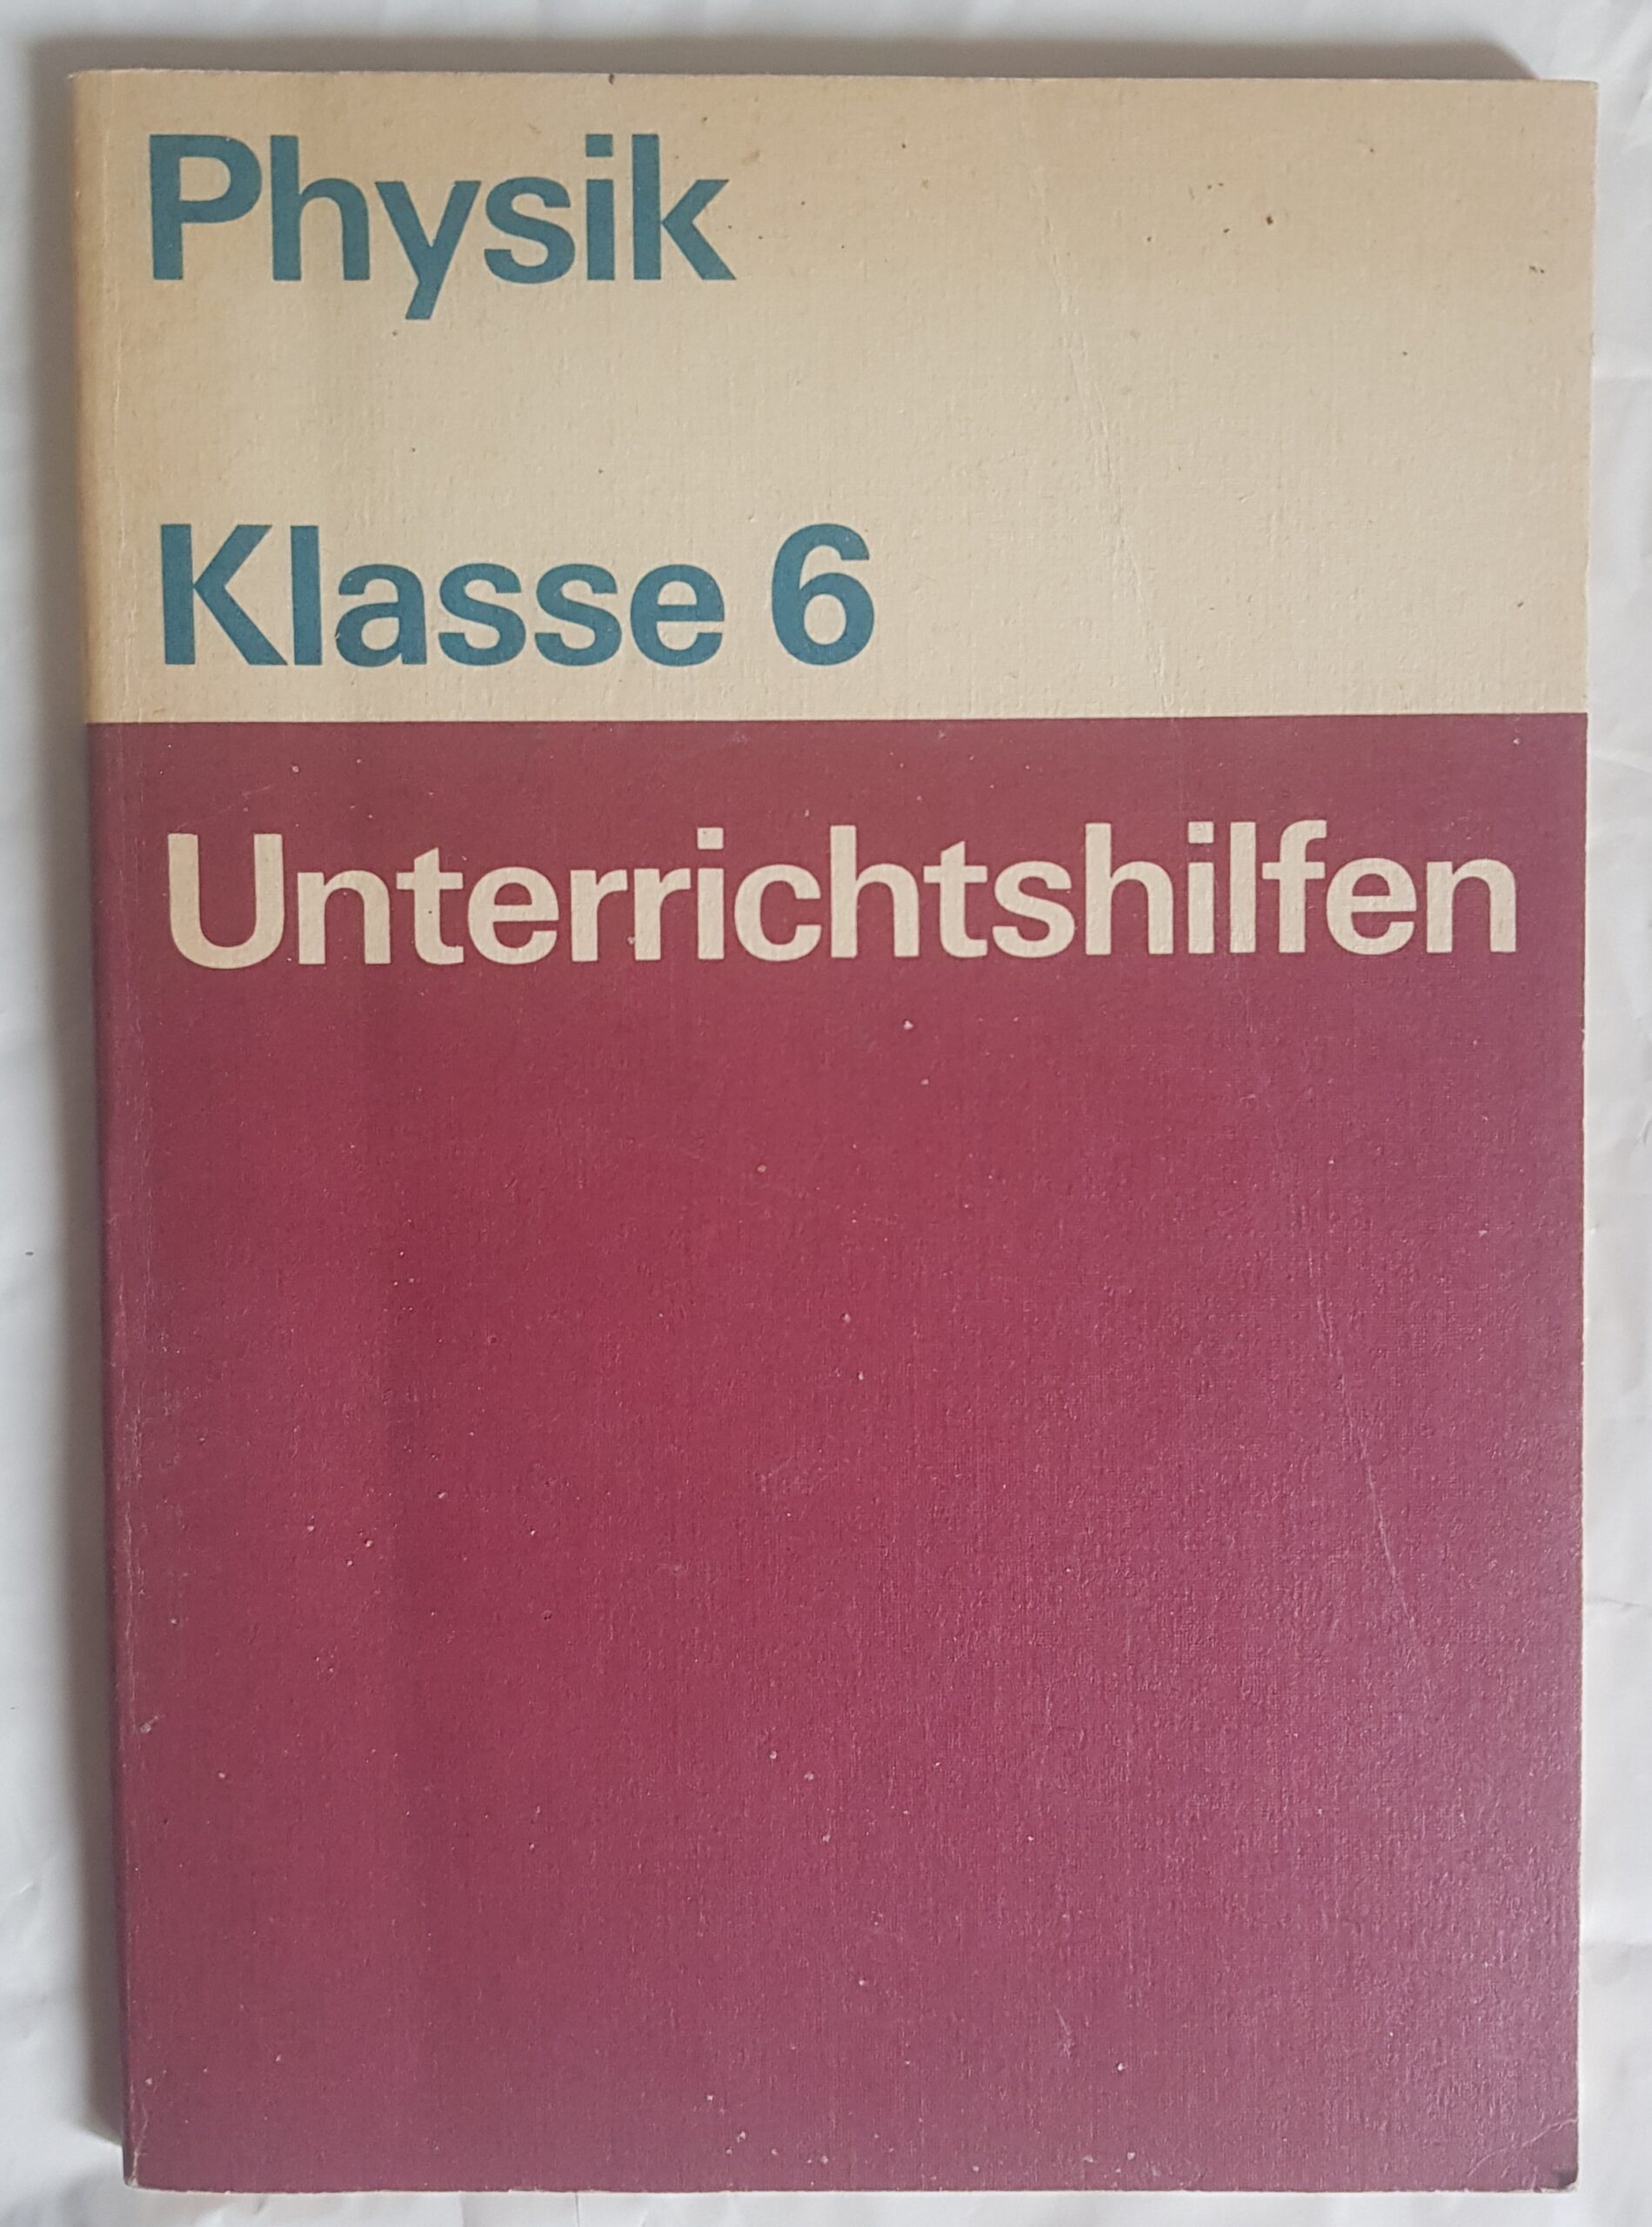 Physik
Klasse 6
Unterrichtshilfen